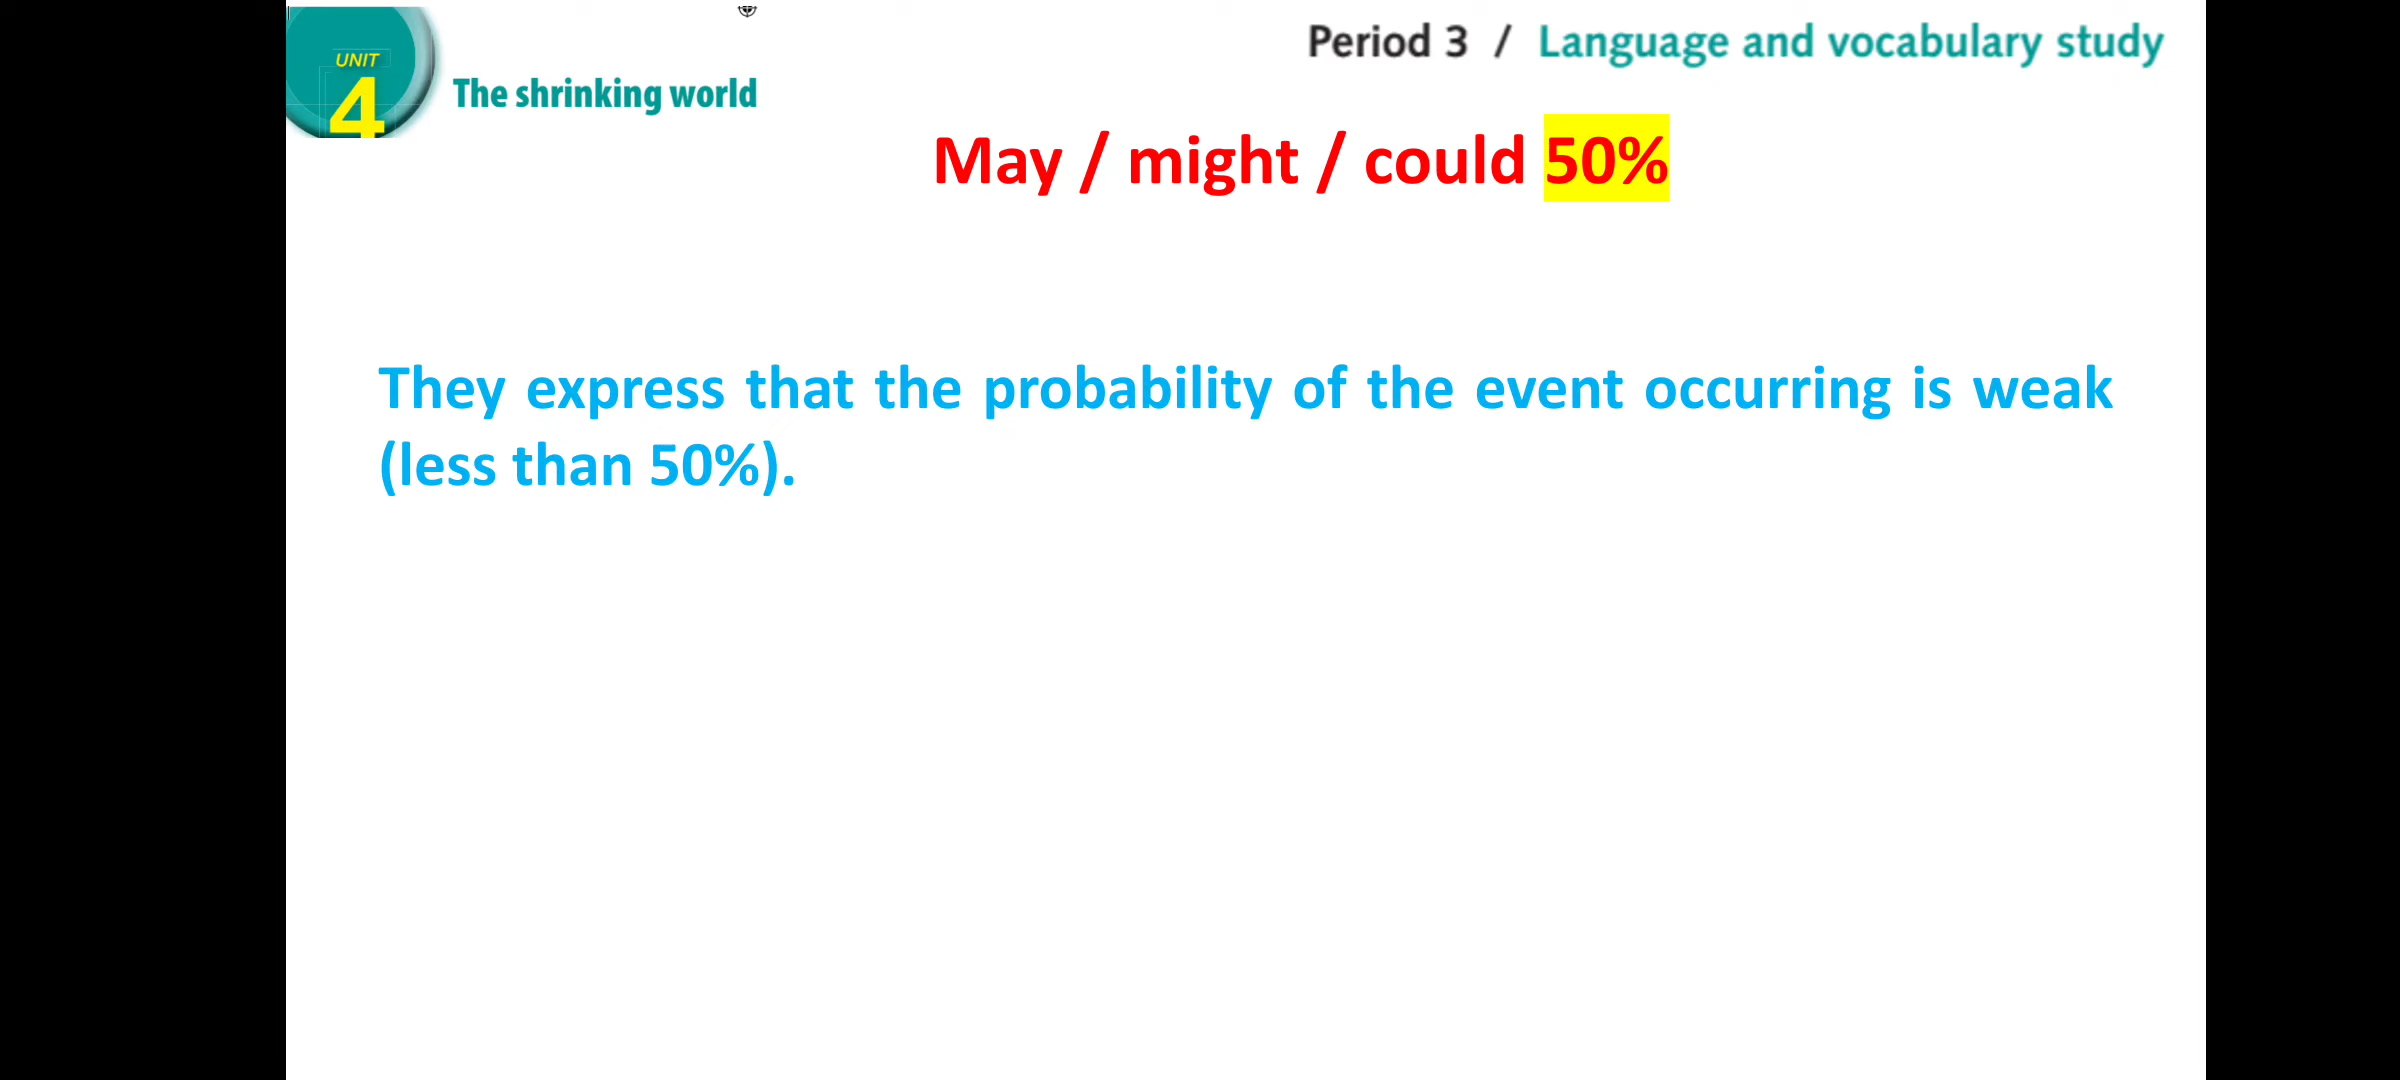 UNIT
4
The shrinking world
Period 3 / Language and vocabulary study
May / might / could 50%
They express that the probability of the event occurring is weak
(less than 50%).